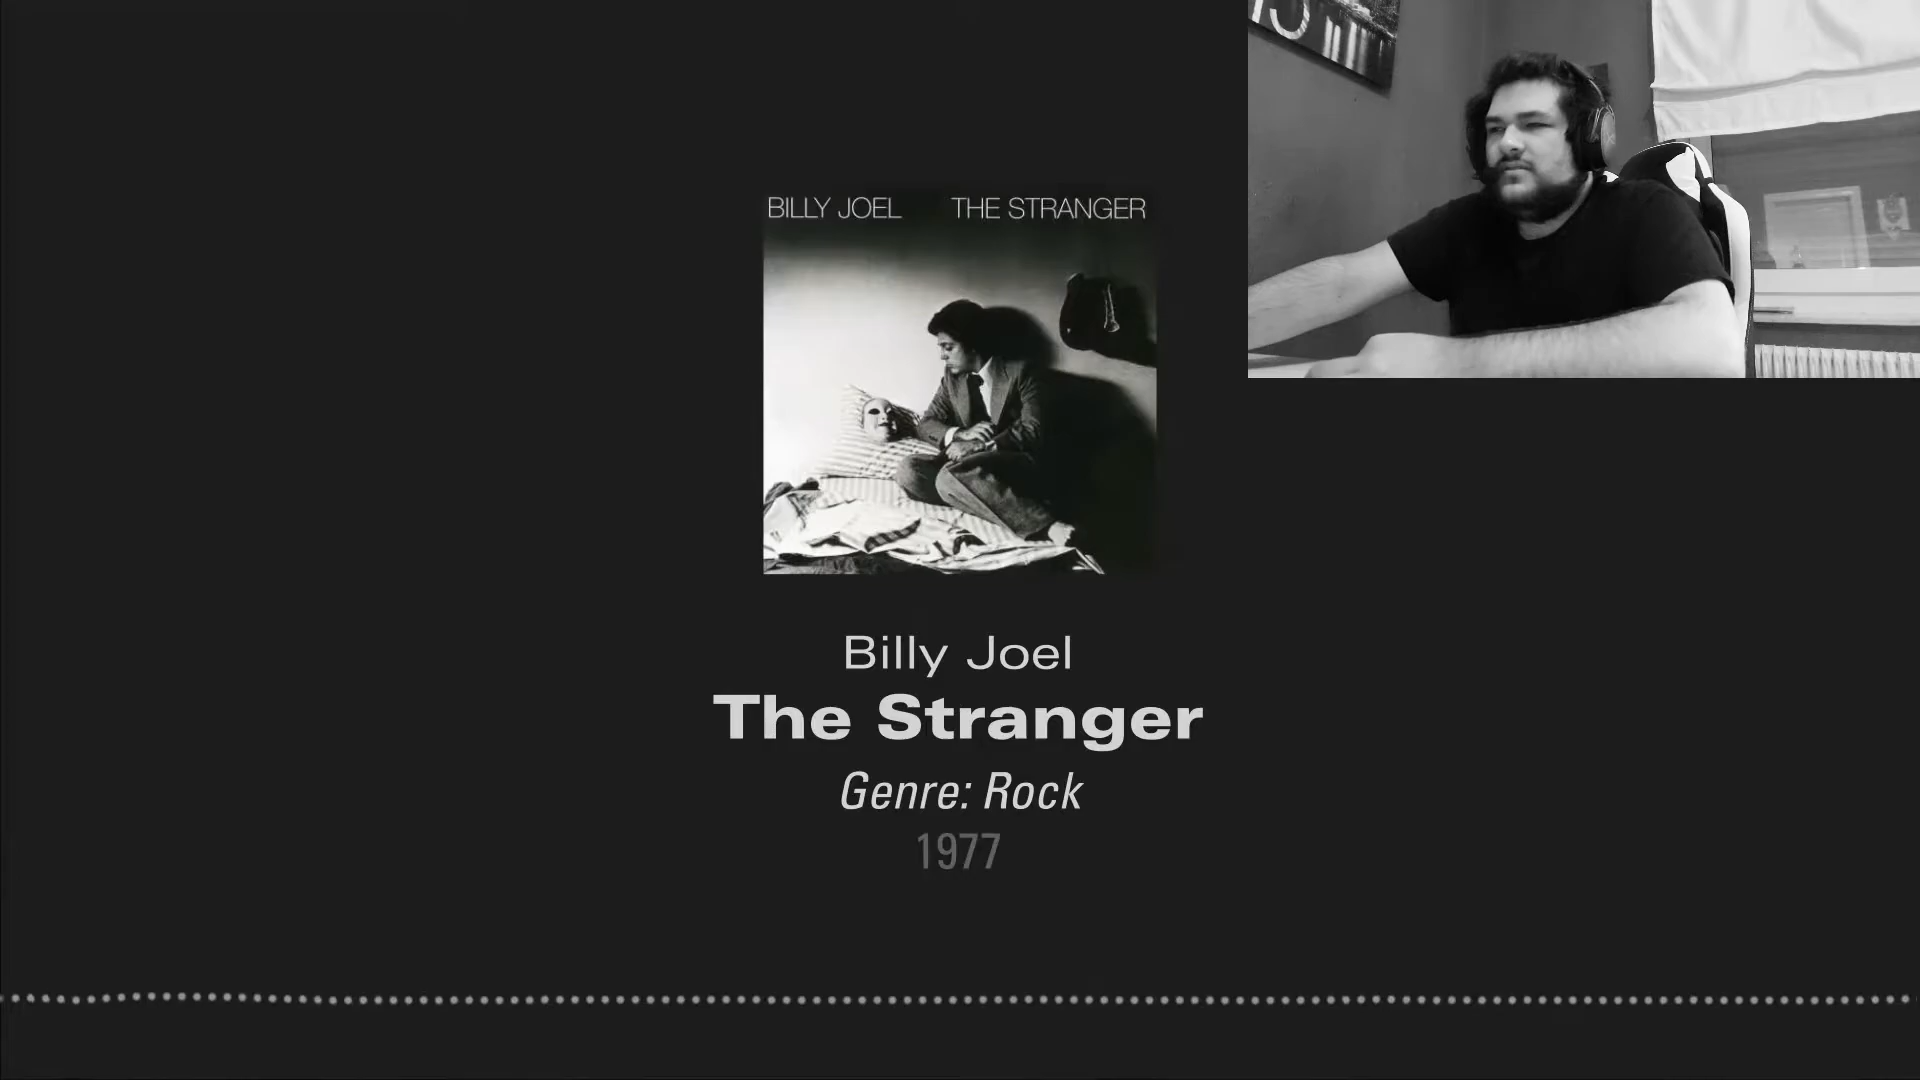 BILLY JOEL THE STRANGER
Billy Joel
The Stranger
Genre: Rock
1977